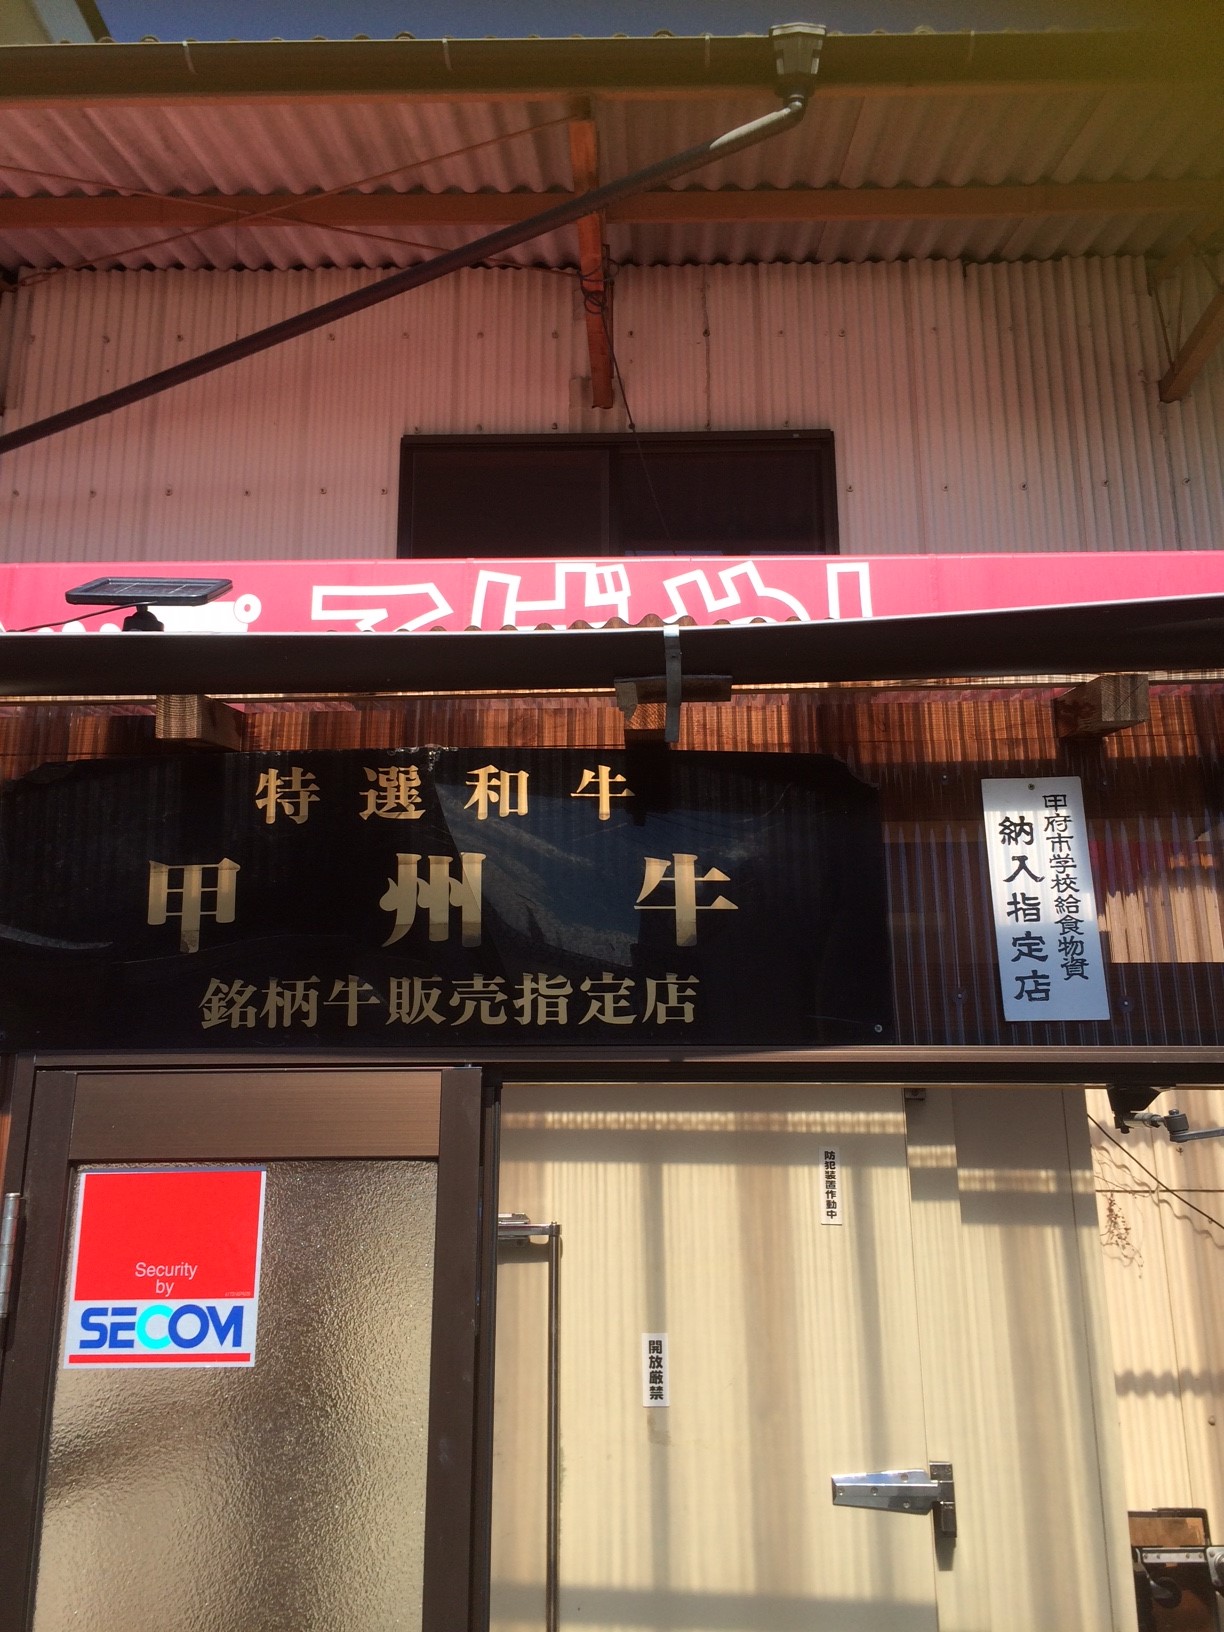 特選和牛
甲州牛
銘柄牛販売指定店
甲府市学校給食物資
納入指定店
Security
by
SECOM
防犯装置作動中
開放厳禁